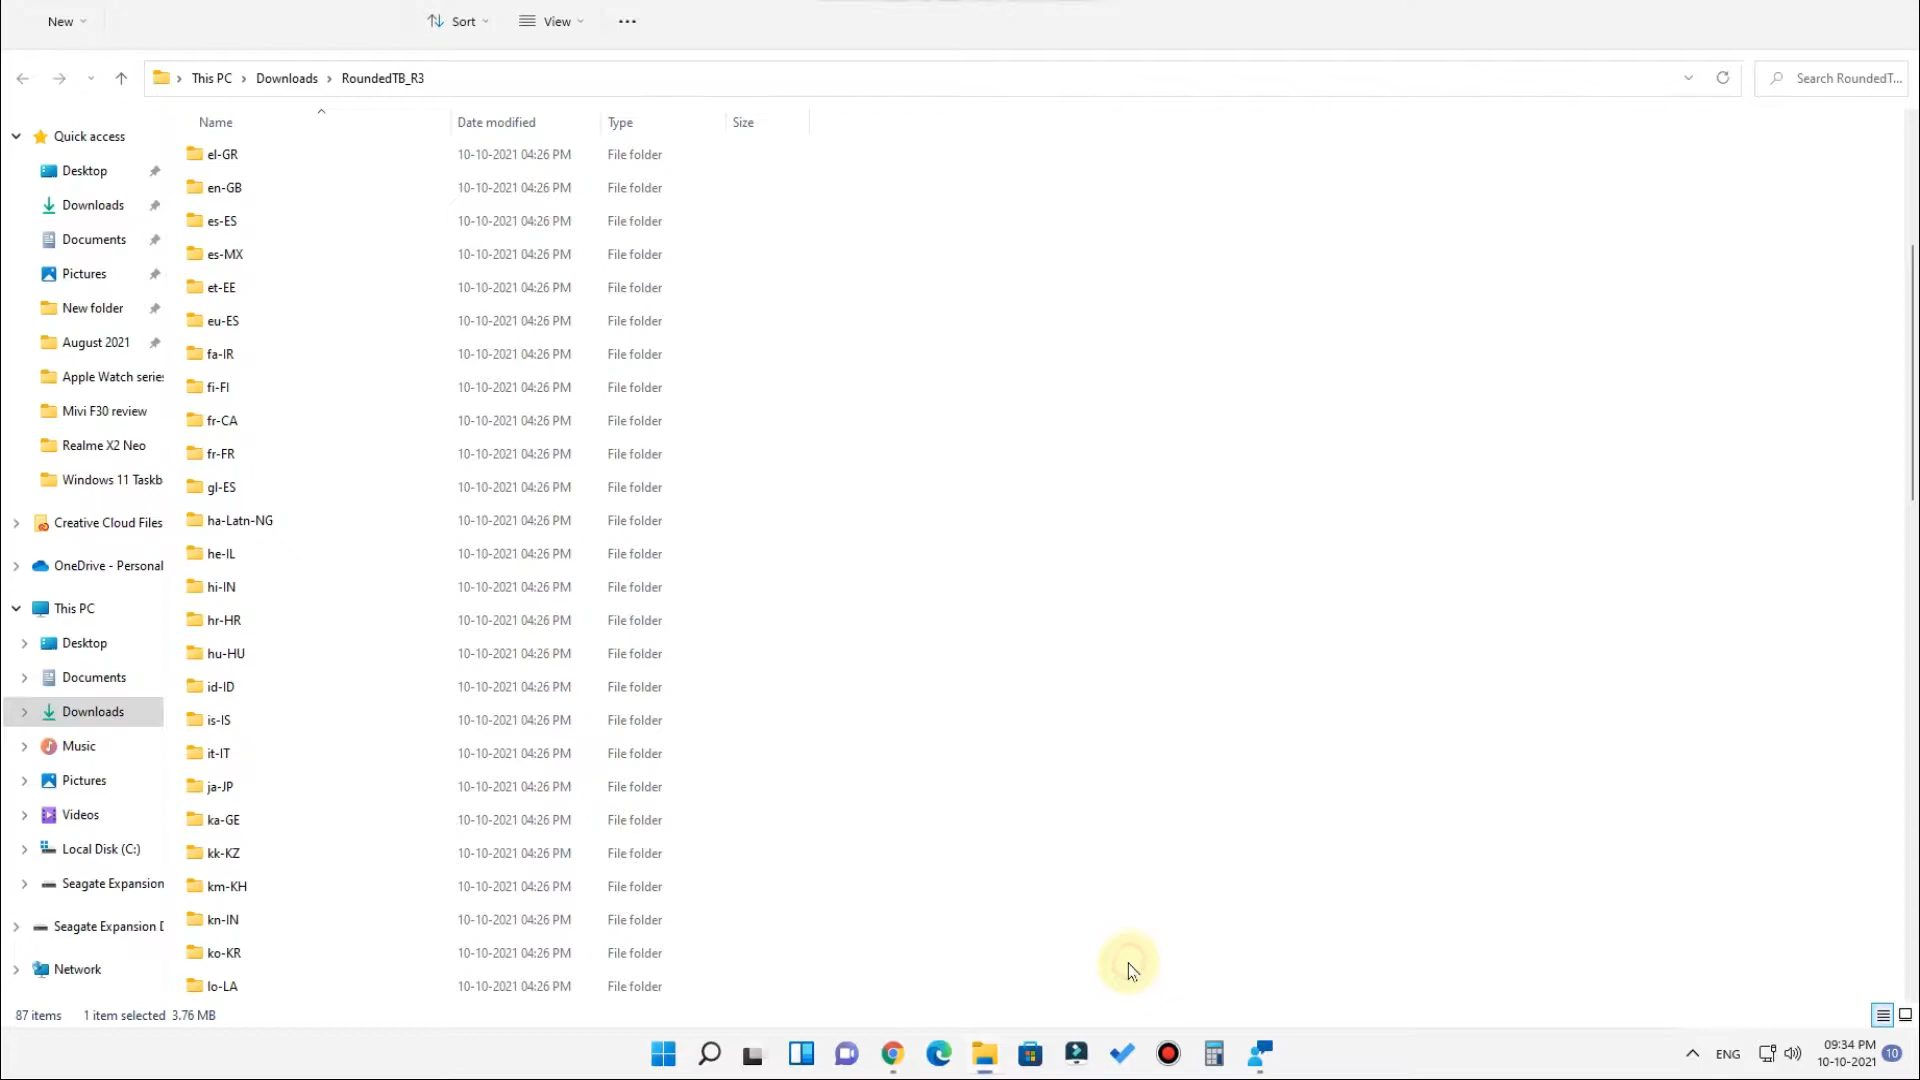 New
Sort
View
This PC
Downloads
RoundedTB_R3
Search RoundedT...
Name
Date modified
Type
Size
Quick access
Desktop
Downloads
Documents
Pictures
New folder
August 2021
Apple Watch serie
Mivi F30 review
Realme X2 Neo
Windows 11 Taskb
Creative Cloud Files
OneDrive - Personal
This PC
Desktop
Documents
Downloads
Music
Pictures
Videos
Local Disk (C:)
Seagate Expansion
Seagate Expansion D
Network
el-GR 10-10-2021 04:26 PM File folder
en-GB 10-10-2021 04:26 PM File folder
es-ES 10-10-2021 04:26 PM File folder
es-MX 10-10-2021 04:26 PM File folder
et-EE 10-10-2021 04:26 PM File folder
eu-ES 10-10-2021 04:26 PM File folder
fa-IR 10-10-2021 04:26 PM File folder
fi-FI 10-10-2021 04:26 PM File folder
fr-CA 10-10-2021 04:26 PM File folder
fr-FR 10-10-2021 04:26 PM File folder
gl-ES 10-10-2021 04:26 PM File folder
ha-Latn-NG 10-10-2021 04:26 PM File folder
he-IL 10-10-2021 04:26 PM File folder
hi-IN 10-10-2021 04:26 PM File folder
hr-HR 10-10-2021 04:26 PM File folder
hu-HU 10-10-2021 04:26 PM File folder
id-ID 10-10-2021 04:26 PM File folder
is-IS 10-10-2021 04:26 PM File folder
it-IT 10-10-2021 04:26 PM File folder
ja-JP 10-10-2021 04:26 PM File folder
ka-GE 10-10-2021 04:26 PM File folder
kk-KZ 10-10-2021 04:26 PM File folder
km-KH 10-10-2021 04:26 PM File folder
kn-IN 10-10-2021 04:26 PM File folder
ko-KR 10-10-2021 04:26 PM File folder
lo-LA 10-10-2021 04:26 PM File folder
87 items 1 item selected 3.76 MB
ENG
09:34 PM
10-10-2021
10